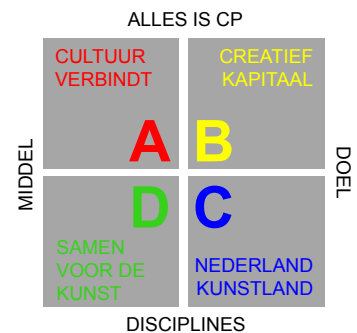 ALLES IS CP
CULTUUR
VERBINDT
CREATIEF
KAPITAAL
A
B
MIDDEL
DOEL
D
C
SAMEN
VOOR DE
KUNST
NEDERLAND
KUNSTLAND
DISCIPLINES